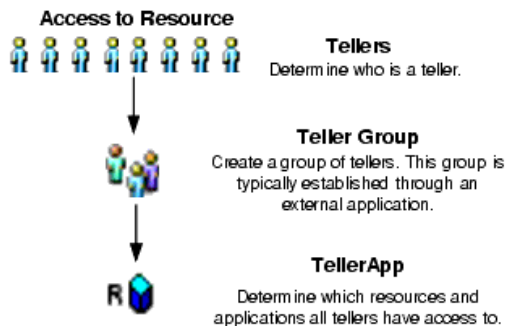 Access to Resource
Tellers
Determine who is a teller.
Teller Group
Create a group of tellers. This group is
typically established through an
external application.
TellerApp
R
Determine which resources and
applications all tellers have access to.